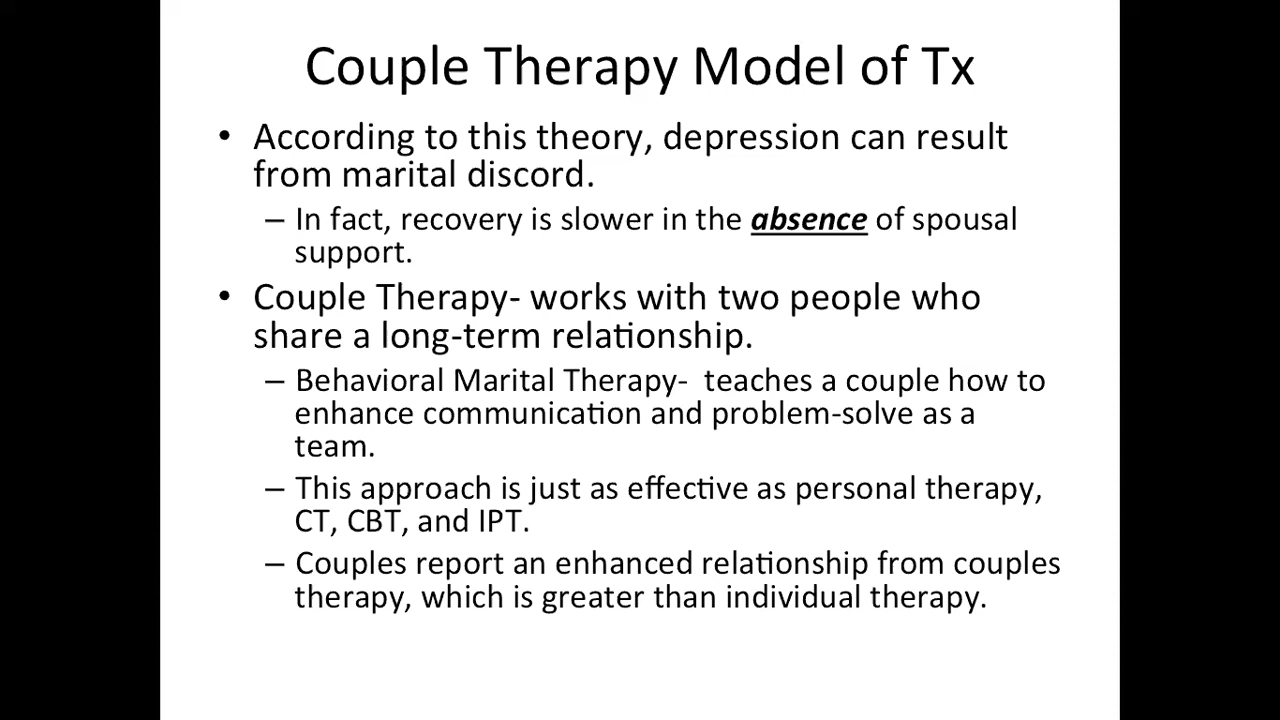 Couple Therapy Model of Tx
• According to this theory, depression can result
from marital discord.
– In fact, recovery is slower in the absence of spousal
support.
• Couple Therapy- works with two people who
share a long-term relationship.
– Behavioral Marital Therapy-  teaches a couple how to
enhance communication and problem-solve as a
team.
– This approach is just as effective as personal therapy,
CT, CBT, and IPT.
– Couples report an enhanced relationship from couples
therapy, which is greater than individual therapy.